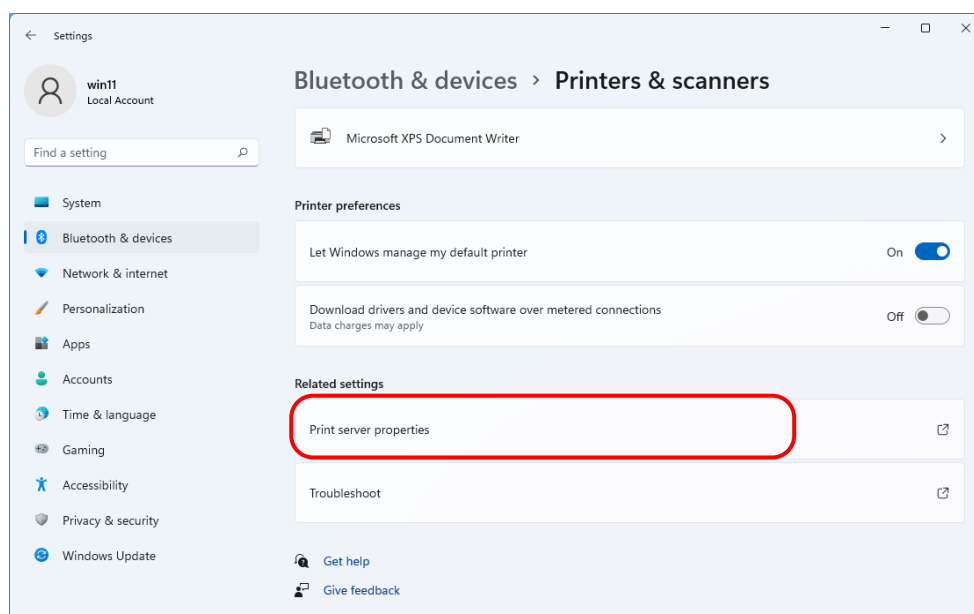 Settings
win11
Local Account
Find a setting
System
Bluetooth & devices
Network & internet
Personalization
Apps
Accounts
Time & language
Gaming
Accessibility
Privacy & security
Windows Update
Bluetooth & devices › Printers & scanners
Microsoft XPS Document Writer
Printer preferences
Let Windows manage my default printer On
Download drivers and device software over metered connections
Data charges may apply
Off
Related settings
Print server properties
Troubleshoot
Get help
Give feedback